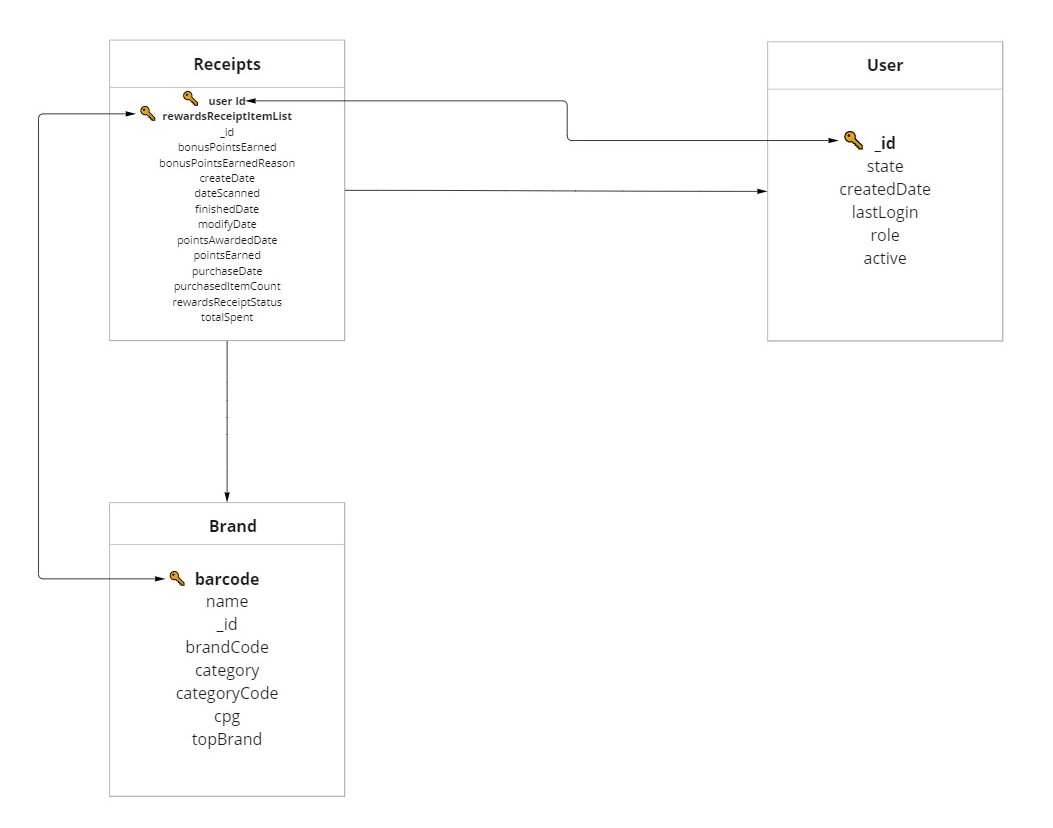 Receipts
user Id
rewardsReceiptItemList
_id
bonusPointsEarned
bonusPointsEarnedReason
createDate
dateScanned
finishedDate
modifyDate
pointsAwardedDate
pointsEarned
purchaseDate
purchasedItemCount
rewardsReceiptStatus
totalSpent
User
_id
state
createdDate
lastLogin
role
active
Brand
barcode
name
_id
brandCode
category
categoryCode
cpg
topBrand